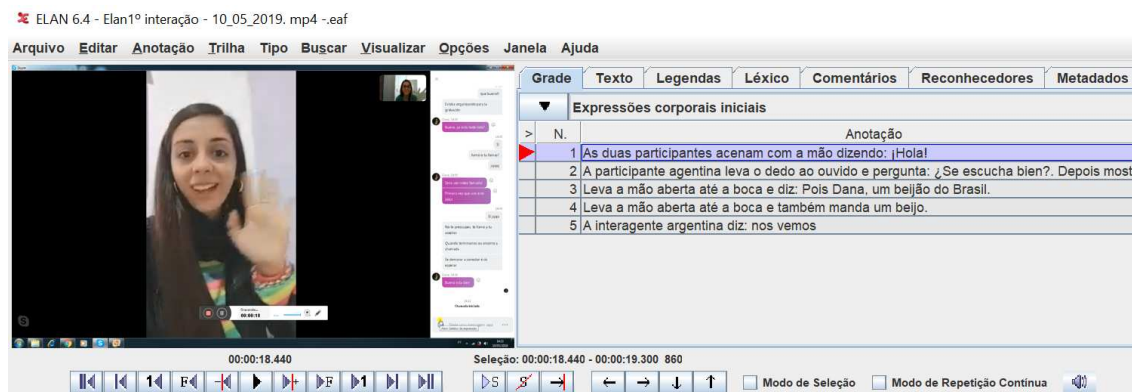 ELAN 6.4 - Elan1º interação - 10_05_2019. mp4 -.eaf
Arquivo Editar Anotação Trilha Tipo Buscar Visualizar Opções Janela Ajuda
Grade Texto Legendas Léxico Comentários Reconhecedores Metadados
Expressões corporais iniciais
> N. Anotação
1 As duas participantes acenam com a mão dizendo: ¡Hola!
2 A participante agentina leva o dedo ao ouvido e pergunta: ¿Se escucha bien?. Depois most
3 Leva a mão aberta até a boca e diz: Pois Dana, um beijão do Brasil.
4 Leva a mão aberta até a boca e também manda um beijo.
5 A interagente argentina diz: nos vemos
00:00:18
00:00:18.440
Seleção: 00:00:18.440 - 00:00:19.300 860
Modo de Seleção
Modo de Repetição Contínua